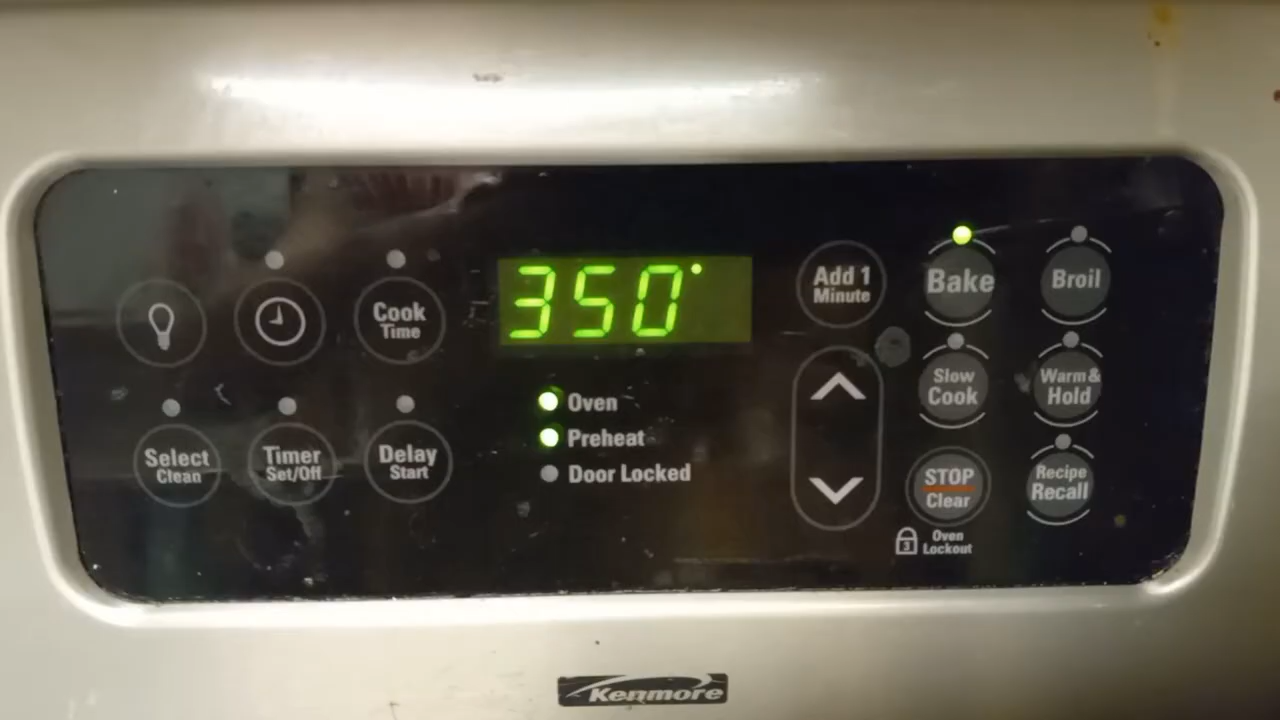 350°
Add 1
Minute
Bake
Broil
Cook
Time
Oven
Preheat
Door Locked
Slow
Cook
Warm &
Hold
Select
Clean
Timer
Set/Off
Delay
Start
STOP
Clear
Recipe
Recall
3
Oven
Lockout
Kenmore